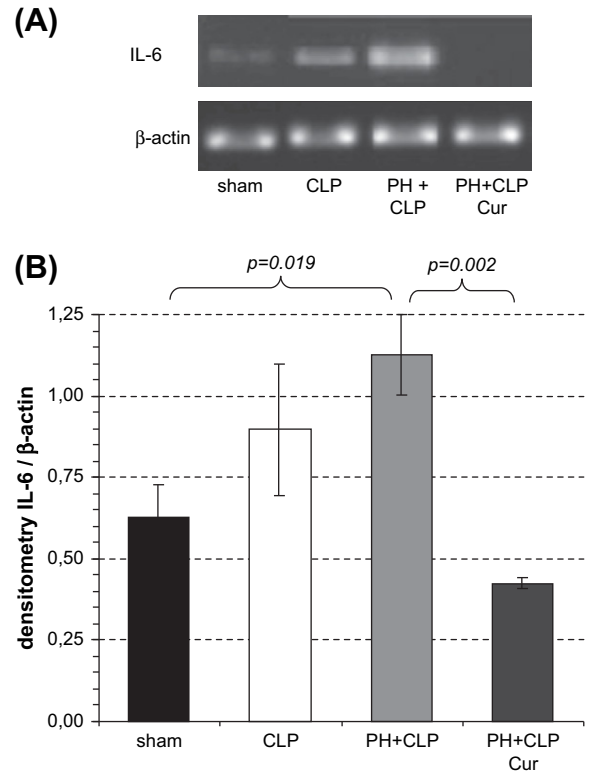 (A)
IL-6
β-actin
sham CLP PH + PH+CLP
CLP Cur
(B)
p=0.019 p=0.002
densitometry IL-6 / β-actin
1,25
1,00
0,75
0,50
0,25
0,00
sham CLP PH+CLP PH+CLP
Cur